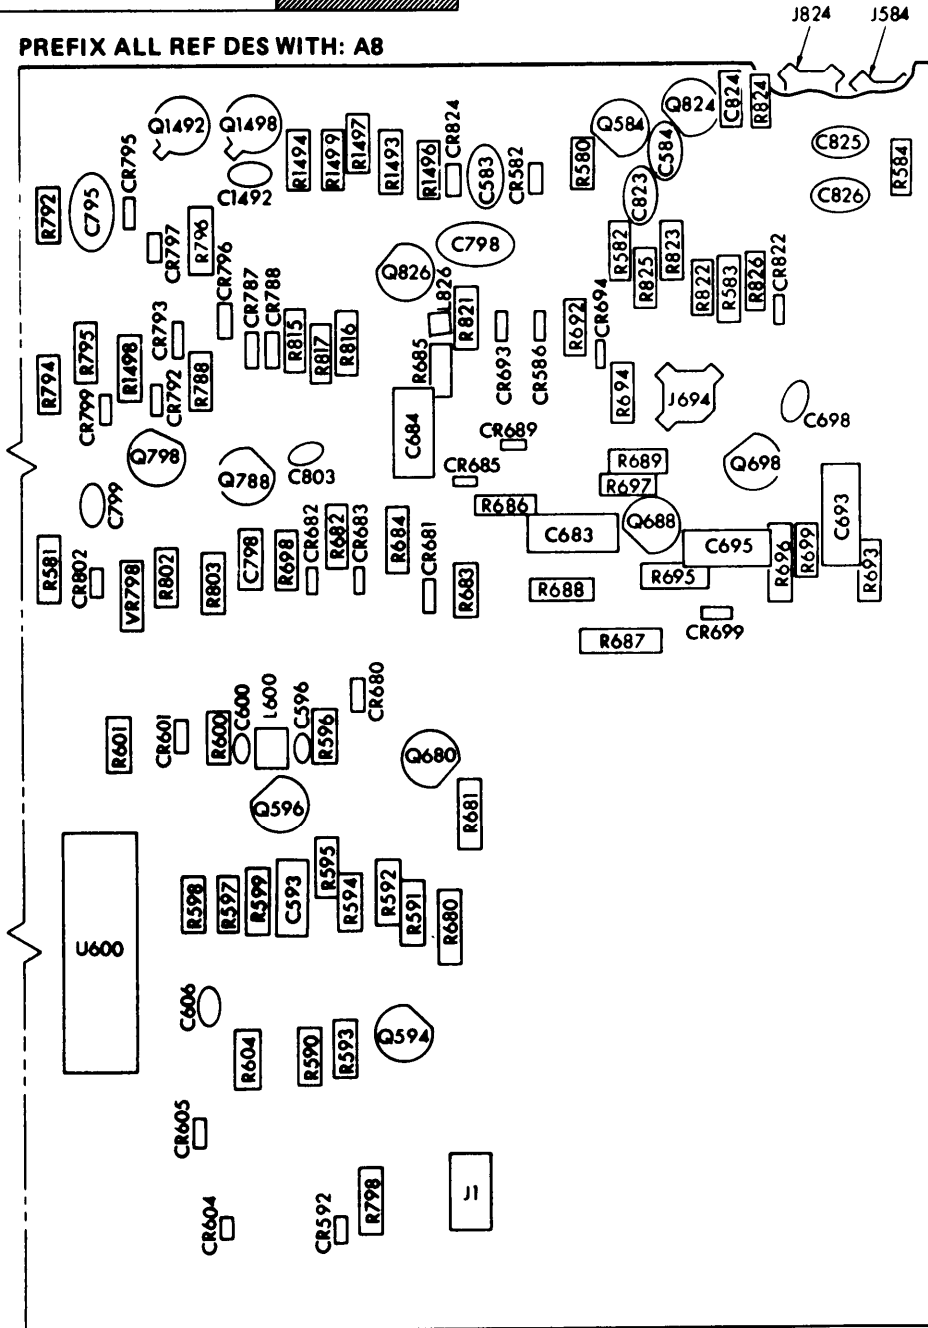 J824
J584
PREFIX ALL REF DES WITH: A8
Q1492
Q1498
Q584
Q824
C824
R824
CR795
R1494
R1499
R1497
R1493
R1496
CR824
C583
CR582
R580
C584
C825
R584
R792
C795
C1492
C823
C826
CR797
R796
CR796
C798
R582
R825
R823
CR822
Q826
L826
R822
R583
R826
CR787
CR788
R821
R692
CR694
CR793
R815
R817
R816
R685
CR693
CR586
R794
R795
R1498
CR792
R788
R694
J694
C698
CR799
C684
CR689
Q798
Q788
C803
CR685
R689
R697
Q698
C799
R686
C683
Q688
C695
C693
R581
CR802
VR798
R802
R803
C798
R698
CR682
R682
CR683
R684
CR681
R683
R688
R695
R696
R699
R693
R687
CR699
R601
CR601
R600
C600
L600
C596
R596
CR680
Q680
Q596
R681
R598
R597
R599
C593
R595
R594
R592
R591
R680
U600
C606
R604
R590
R593
Q594
CR605
CR604
CR592
R798
J1